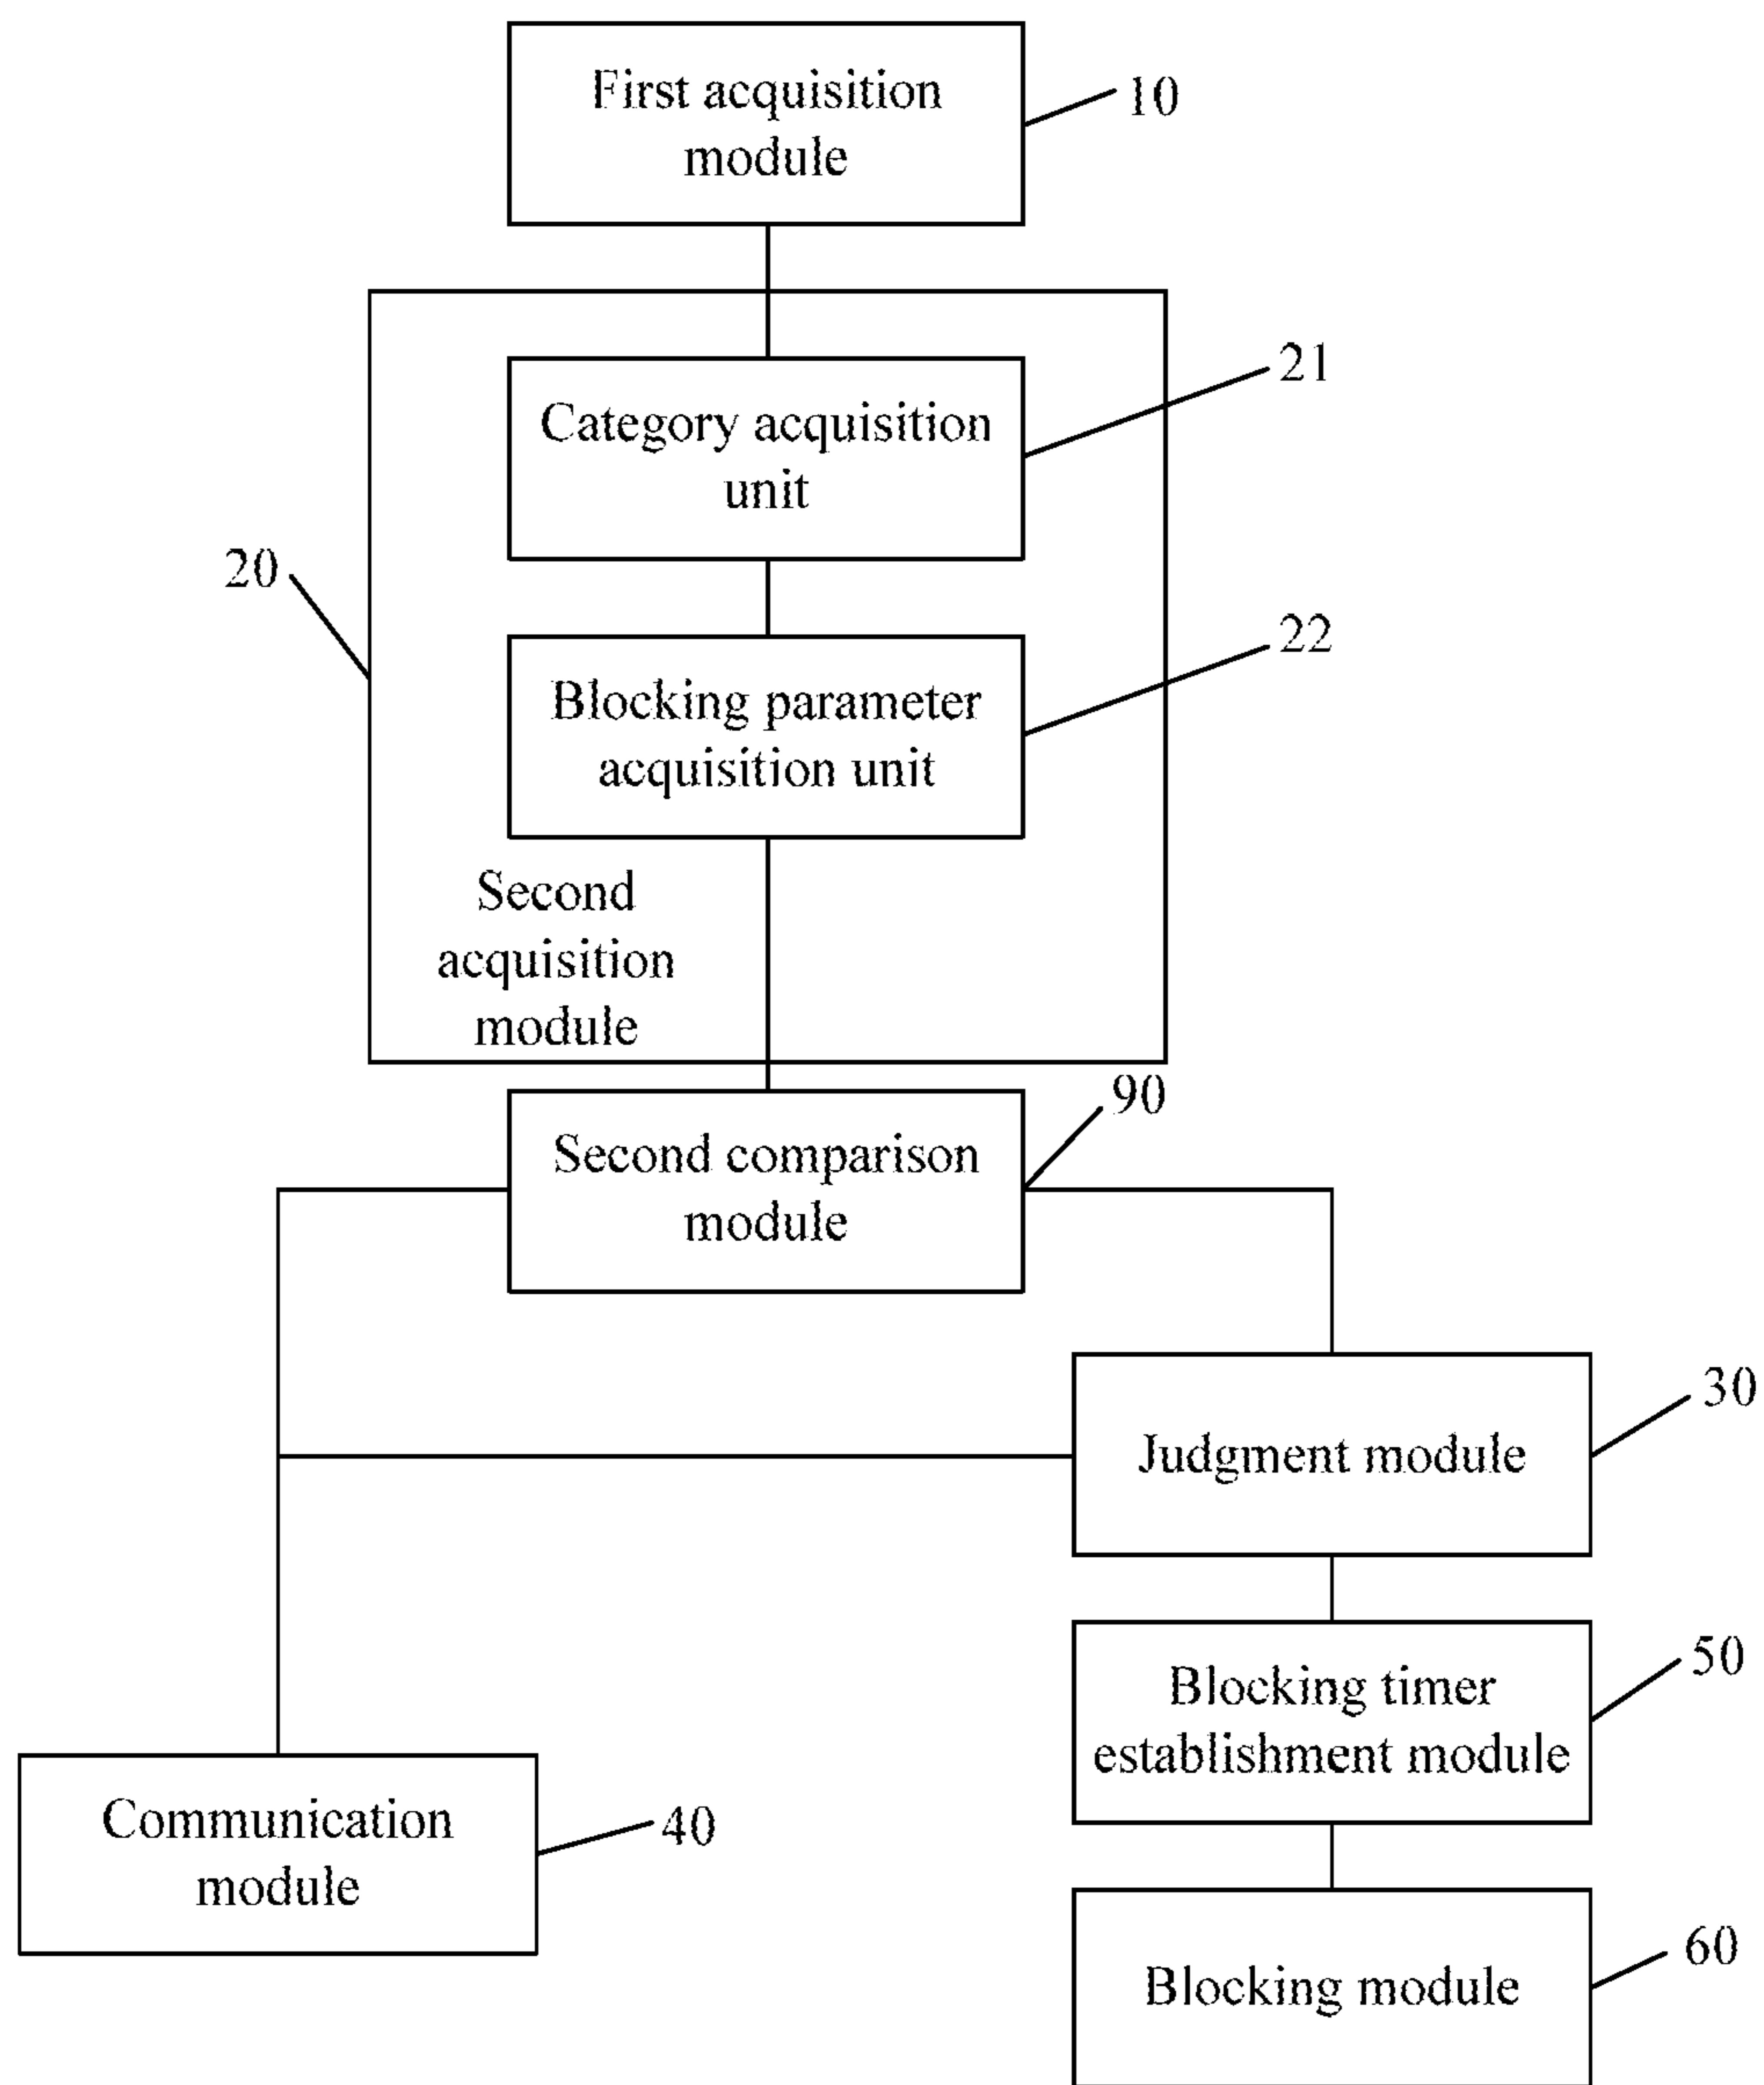 First acquisition
module
10
Category acquisition
unit
21
20
Blocking parameter
acquisition unit
22
Second
acquisition
module
Second comparison
module
90
Judgment module
30
Blocking timer
establishment module
50
Communication
module
40
Blocking module
60